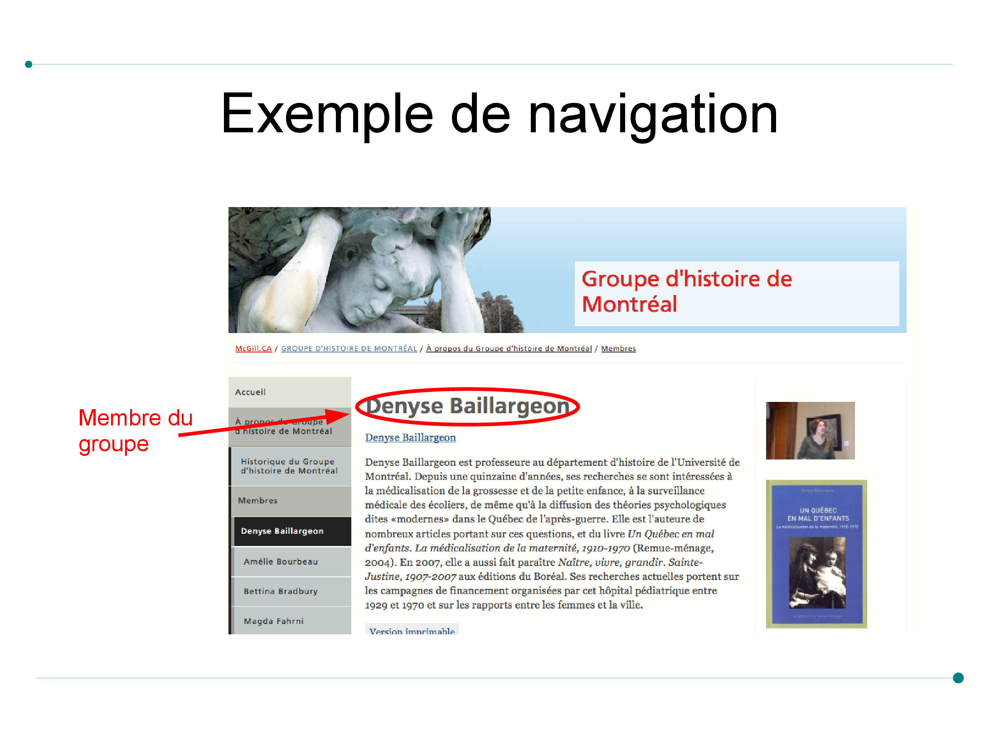 Exemple de navigation
Groupe d'histoire de
Montréal
McGill.CA / GROUPE D'HISTOIRE DE MONTRÉAL / À propos du Groupe d'histoire de Montréal / Membres
Membre du
groupe
Accueil
À propos du Groupe
d'histoire de Montréal
Historique du Groupe
d'histoire de Montréal
Membres
Denyse Baillargeon
Amélie Bourbeau
Bettina Bradbury
Magda Fahrni
Denyse Baillargeon
Denyse Baillargeon
Denyse Baillargeon est professeure au département d'histoire de l'Université de
Montréal. Depuis une quinzaine d'années, ses recherches se sont intéressées à
la médicalisation de la grossesse et de la petite enfance, à la surveillance
médicale des écoliers, de même qu'à la diffusion des théories psychologiques
dites «modernes» dans le Québec de l'après-guerre. Elle est l'auteure de
nombreux articles portant sur ces questions, et du livre Un Québec en mal
d'enfants. La médicalisation de la maternité, 1910-1970 (Remue-ménage,
2004). En 2007, elle a aussi fait paraître Naître, vivre, grandir. Sainte-
Justine, 1907-2007 aux éditions du Boréal. Ses recherches actuelles portent sur
les campagnes de financement organisées par cet hôpital pédiatrique entre
1929 et 1970 et sur les rapports entre les femmes et la ville.
Version imprimable
Denyse Baillargeon
UN QUÉBEC
EN MAL D'ENFANTS
La médicalisation de la maternité, 1910-1970